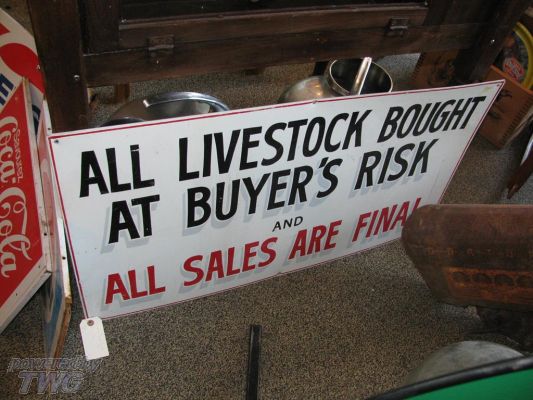 ALL LIVESTOCK BOUGHT
AT BUYER'S RISK
AND
ALL SALES ARE FINAL
Coca-Cola
POWERED BY
TWG